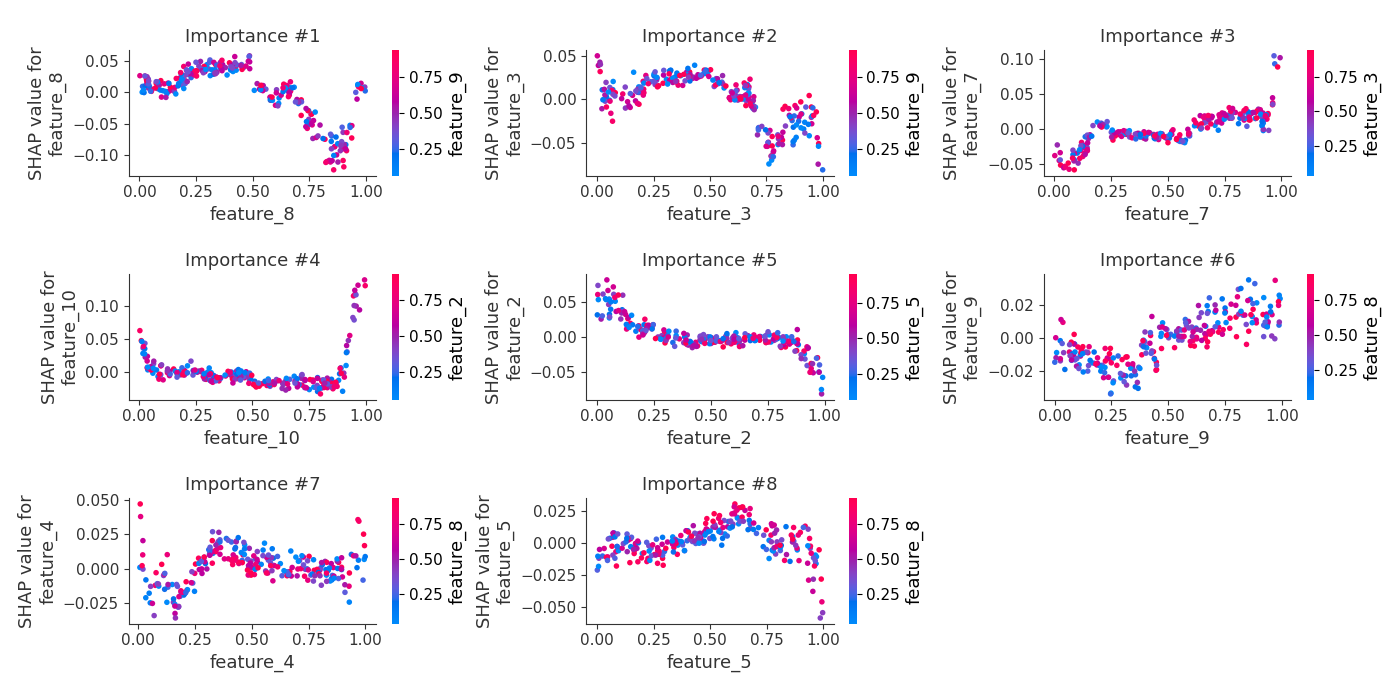 Importance #1
SHAP value for
feature_8
0.05
0.00
−0.05
−0.10
0.00 0.25 0.50 0.75 1.00
feature_8
0.75
0.50
0.25
feature_9
Importance #2
SHAP value for
feature_3
0.05
0.00
−0.05
0.00 0.25 0.50 0.75 1.00
feature_3
0.75
0.50
0.25
feature_9
Importance #3
SHAP value for
feature_7
0.10
0.05
0.00
−0.05
0.00 0.25 0.50 0.75 1.00
feature_7
0.75
0.50
0.25
feature_3
Importance #4
SHAP value for
feature_10
0.10
0.05
0.00
0.00 0.25 0.50 0.75 1.00
feature_10
0.75
0.50
0.25
feature_2
Importance #5
SHAP value for
feature_2
0.05
0.00
−0.05
0.00 0.25 0.50 0.75 1.00
feature_2
0.75
0.50
0.25
feature_5
Importance #6
SHAP value for
feature_9
0.02
0.00
−0.02
0.00 0.25 0.50 0.75 1.00
feature_9
0.75
0.50
0.25
feature_8
Importance #7
SHAP value for
feature_4
0.050
0.025
0.000
−0.025
0.00 0.25 0.50 0.75 1.00
feature_4
0.75
0.50
0.25
feature_8
Importance #8
SHAP value for
feature_5
0.025
0.000
−0.025
−0.050
0.00 0.25 0.50 0.75 1.00
feature_5
0.75
0.50
0.25
feature_8